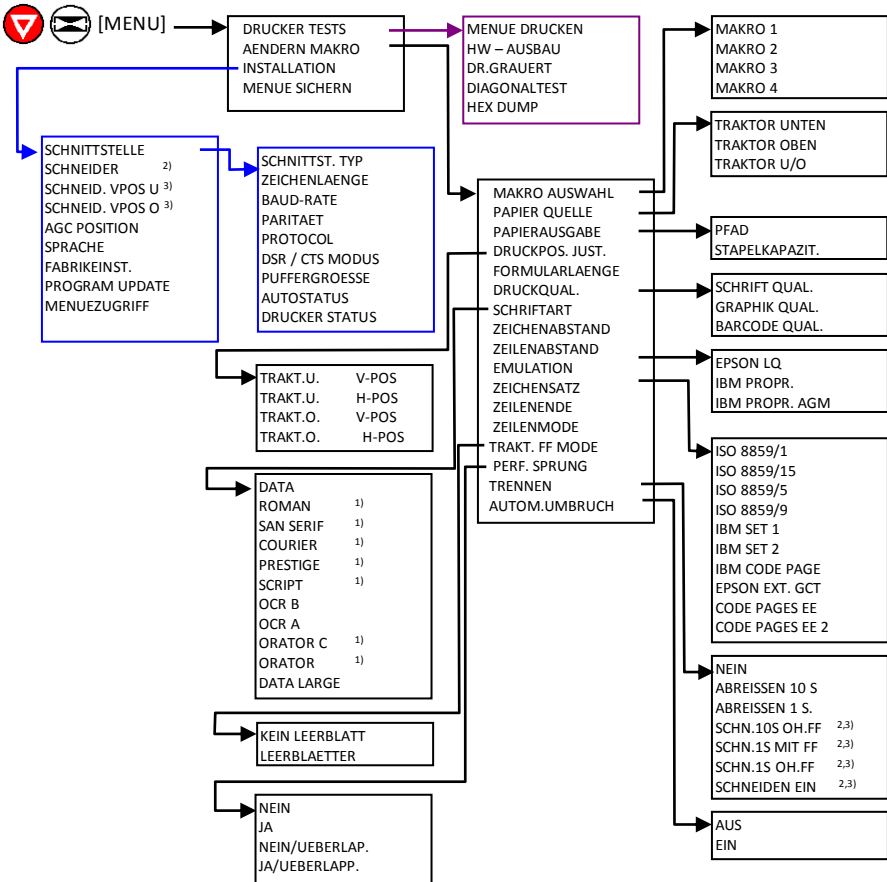 [MENU]
DRUCKER TESTS
AENDERN MAKRO
INSTALLATION
MENUE SICHERN
MENUE DRUCKEN
HW – AUSBAU
DR.GRAUERT
DIAGONALTEST
HEX DUMP
MAKRO 1
MAKRO 2
MAKRO 3
MAKRO 4
TRAKTOR UNTEN
TRAKTOR OBEN
TRAKTOR U/O
SCHNITTSTELLE
SCHNEIDER 2)
SCHNEID. VPOS U 3)
SCHNEID. VPOS O 3)
AGC POSITION
SPRACHE
FABRIKEINST.
PROGRAM UPDATE
MENUEZUGRIFF
SCHNITTST. TYP
ZEICHENLAENGE
BAUD-RATE
PARITAET
PROTOCOL
DSR / CTS MODUS
PUFFERGROESSE
AUTOSTATUS
DRUCKER STATUS
MAKRO AUSWAHL
PAPIER QUELLE
PAPIERAUSGABE
DRUCKPOS. JUST.
FORMULARLAENGE
DRUCKQUAL.
SCHRIFTART
ZEICHENABSTAND
ZEILENABSTAND
EMULATION
ZEICHENSATZ
ZEILENENDE
ZEILENMODE
TRAKT. FF MODE
PERF. SPRUNG
TRENNEN
AUTOM.UMBRUCH
PFAD
STAPELKAPAZIT.
SCHRIFT QUAL.
GRAPHIK QUAL.
BARCODE QUAL.
EPSON LQ
IBM PROPR.
IBM PROPR. AGM
TRAKT.U. V-POS
TRAKT.U. H-POS
TRAKT.O. V-POS
TRAKT.O. H-POS
ISO 8859/1
ISO 8859/15
ISO 8859/5
ISO 8859/9
IBM SET 1
IBM SET 2
IBM CODE PAGE
EPSON EXT. GCT
CODE PAGES EE
CODE PAGES EE 2
DATA
ROMAN 1)
SAN SERIF 1)
COURIER 1)
PRESTIGE 1)
SCRIPT 1)
OCR B
OCR A
ORATOR C 1)
ORATOR 1)
DATA LARGE
NEIN
ABREISSEN 10 S
ABREISSEN 1 S.
SCHN.10S OH.FF 2,3)
SCHN.1S MIT FF 2,3)
SCHN.1S OH.FF 2,3)
SCHNEIDEN EIN 2,3)
KEIN LEERBLATT
LEERBLAETTER
NEIN
JA
NEIN/UEBERLAP.
JA/UEBERLAPP.
AUS
EIN